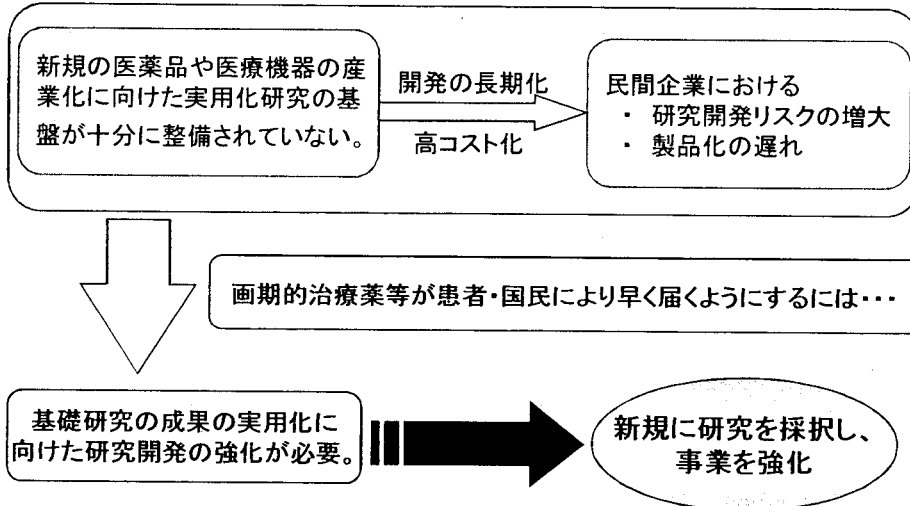 新規の医薬品や医療機器の産
業化に向けた実用化研究の基
盤が十分に整備されていない。
開発の長期化
高コスト化
民間企業における
・ 研究開発リスクの増大
・ 製品化の遅れ
画期的治療薬等が患者・国民により早く届くようにするには・・・
基礎研究の成果の実用化に
向けた研究開発の強化が必要。
新規に研究を採択し、
事業を強化